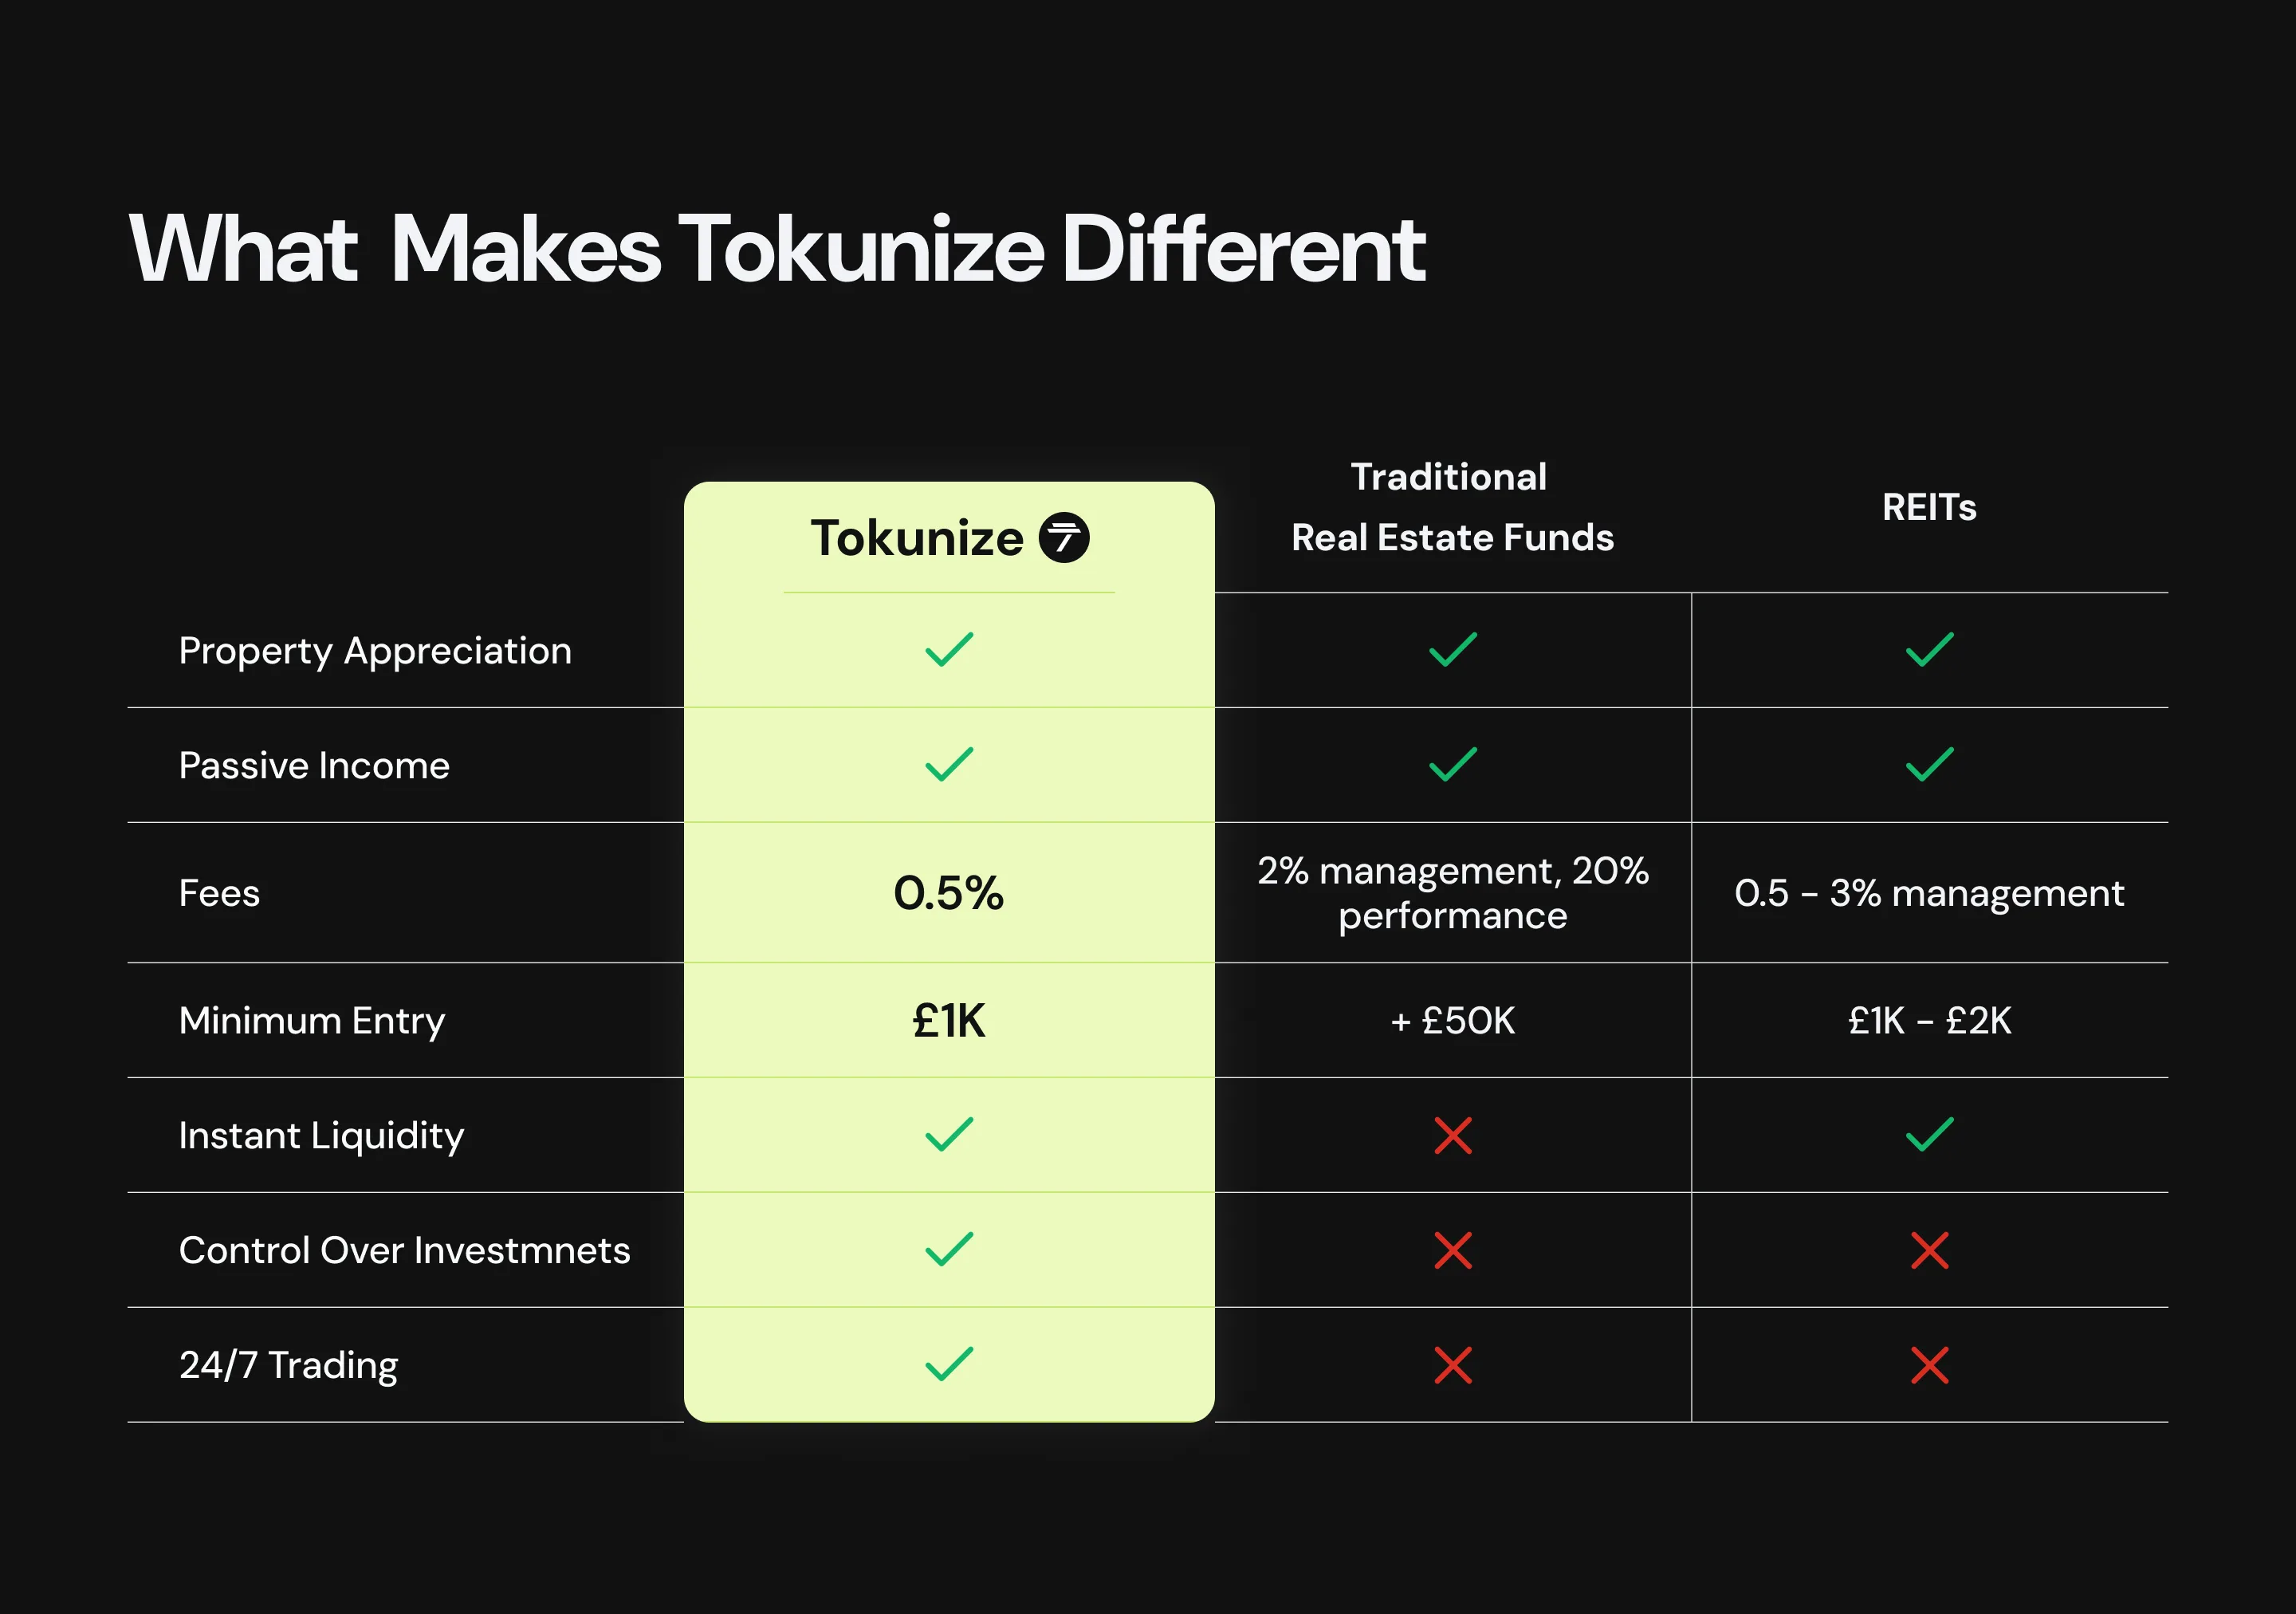 What Makes Tokunize Different
Tokunize
Traditional
Real Estate Funds
REITs
Property Appreciation
Passive Income
Fees
0.5%
2% management, 20%
performance
0.5 - 3% management
Minimum Entry
£1K
+ £50K
£1K - £2K
Instant Liquidity
Control Over Investmnets
24/7 Trading